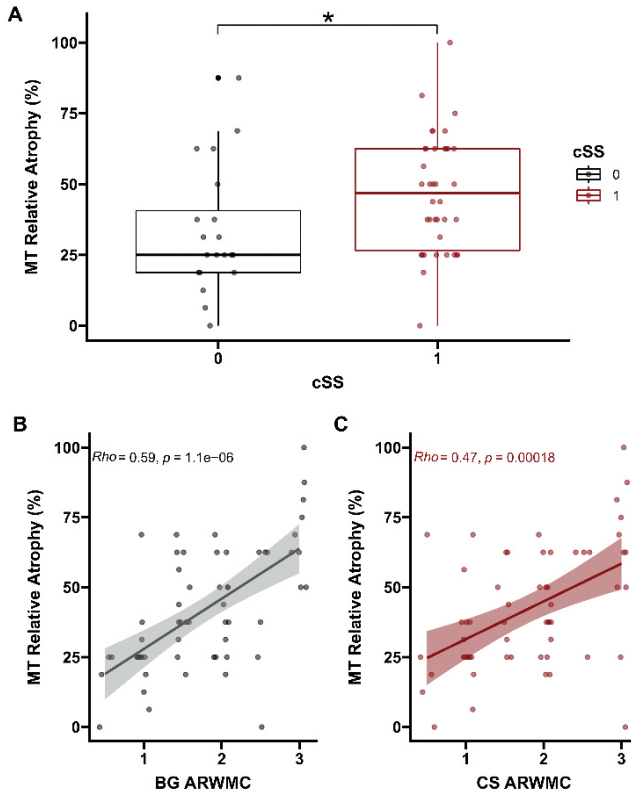 A
*
MT Relative Atrophy (%)
100
75
50
25
0
0
1
cSS
cSS
0
1
B
Rho = 0.59, p = 1.1e-06
MT Relative Atrophy (%)
100
75
50
25
0
1
2
3
BG ARWMC
C
Rho = 0.47, p = 0.00018
MT Relative Atrophy (%)
100
75
50
25
0
1
2
3
CS ARWMC